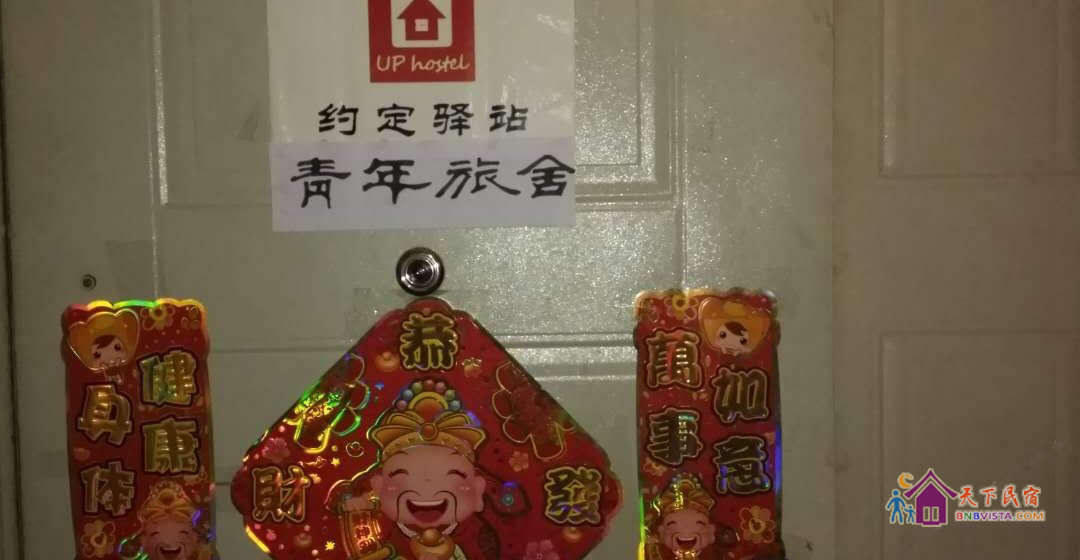 UP hostel
约定驿站
青年旅舍
恭
財 發
身体
健康
萬事
如意
天下民宿
BNBVISTA.COM